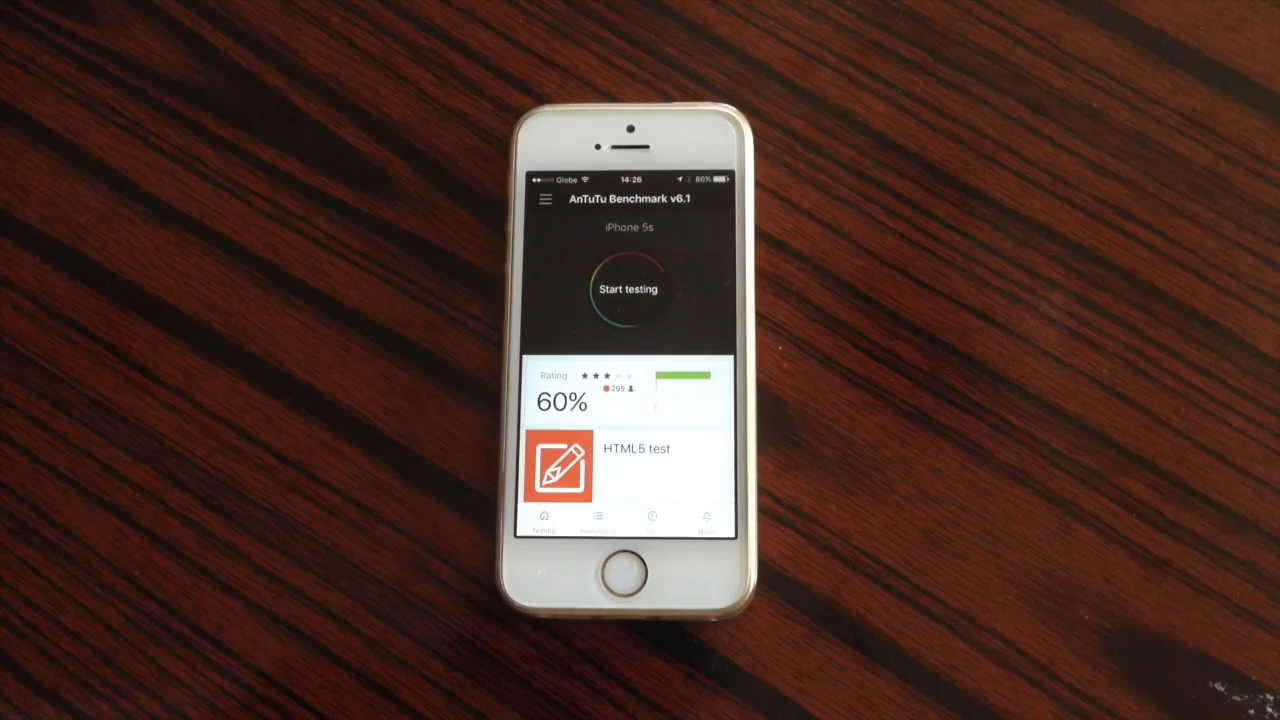 Globe 14:26 86%
AnTuTu Benchmark v6.1
iPhone 5s
Start testing
Rating
295
60%
HTML5 test
Testing